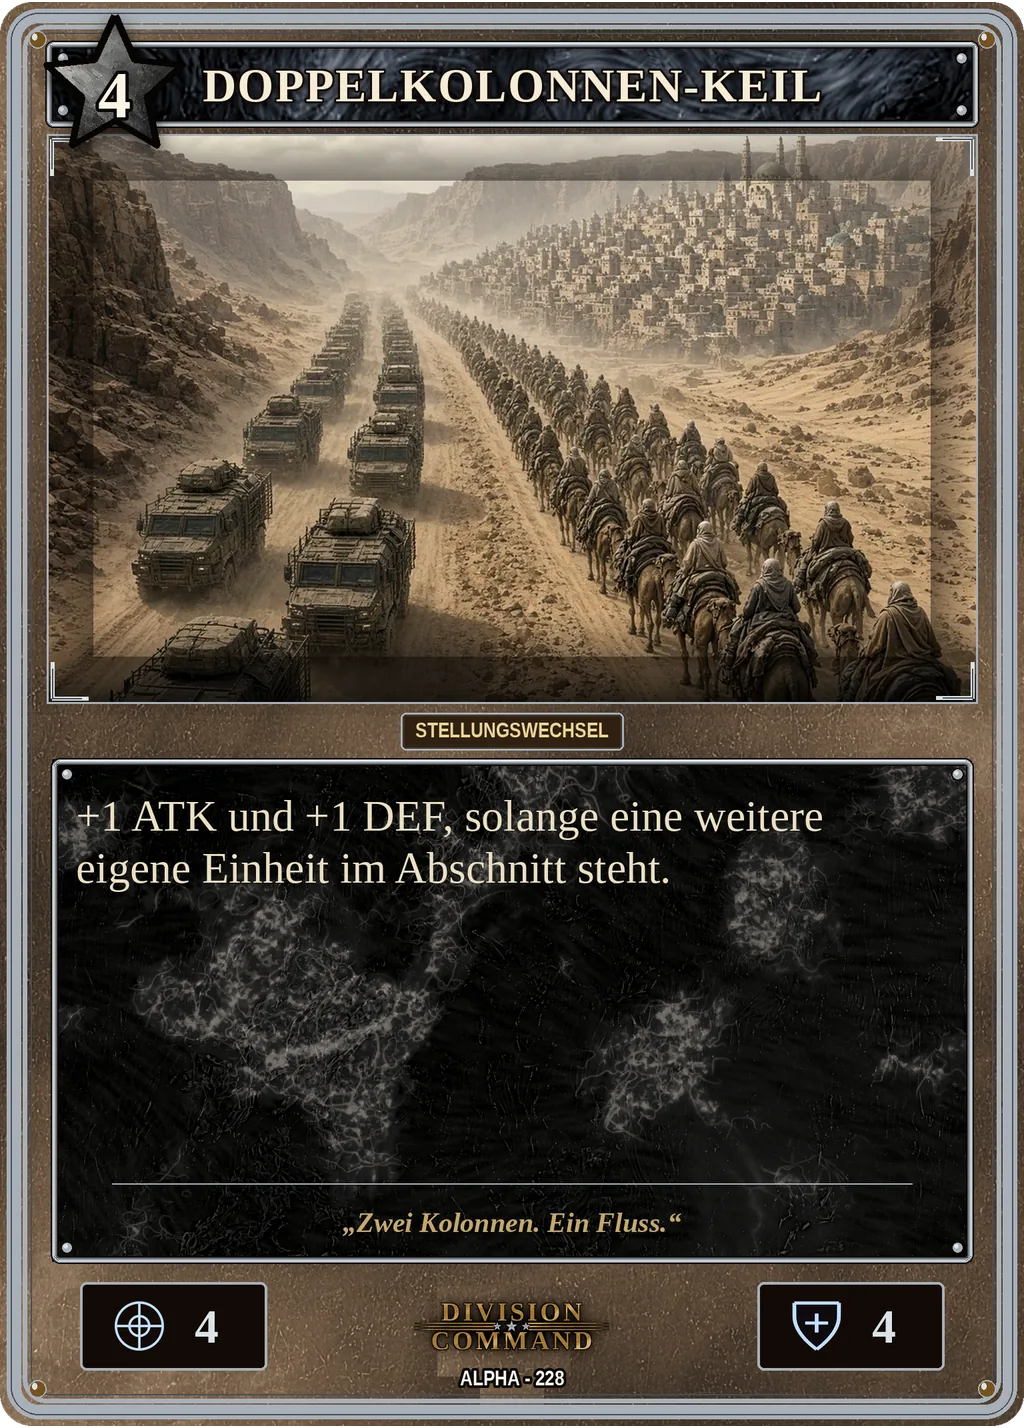 4
DOPPELKOLONNEN-KEIL
STELLUNGSWECHSEL
+1 ATK und +1 DEF, solange eine weitere
eigene Einheit im Abschnitt steht.
„Zwei Kolonnen. Ein Fluss.“
4
DIVISION
COMMAND
4
ALPHA - 228